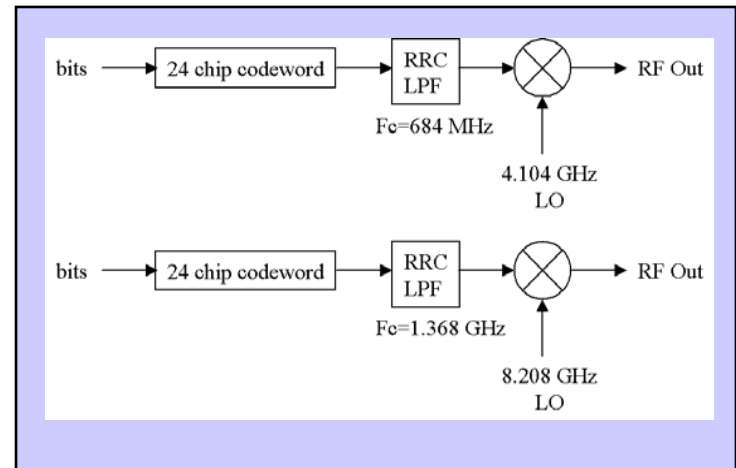 bits
24 chip codeword
RRC
LPF
RF Out
Fc=684 MHz
4.104 GHz
LO
bits
24 chip codeword
RRC
LPF
RF Out
Fc=1.368 GHz
8.208 GHz
LO